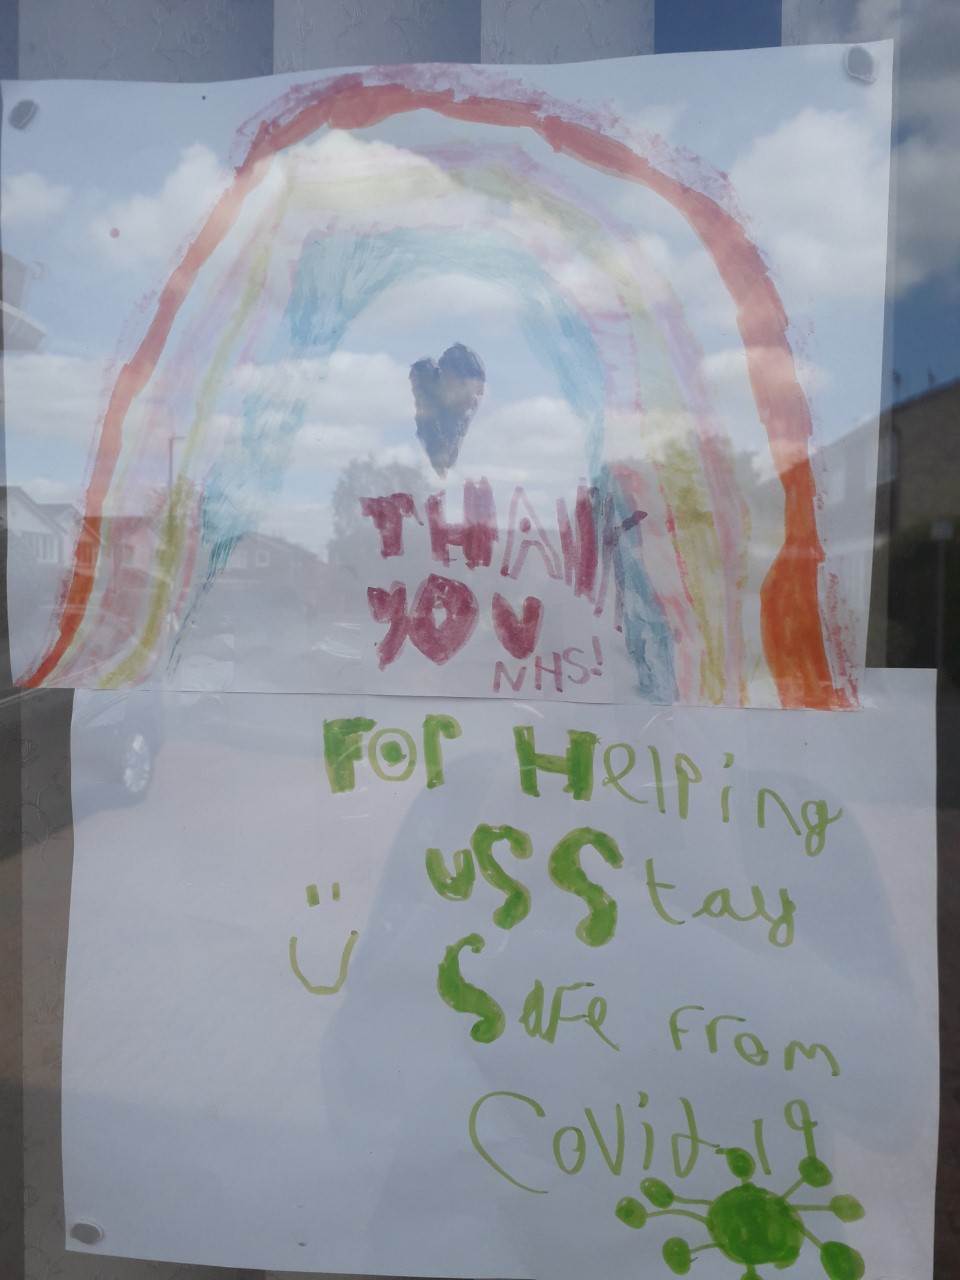 THANK
YOU
NHS!
For Helping
us Stay
Safe from
Covid-19